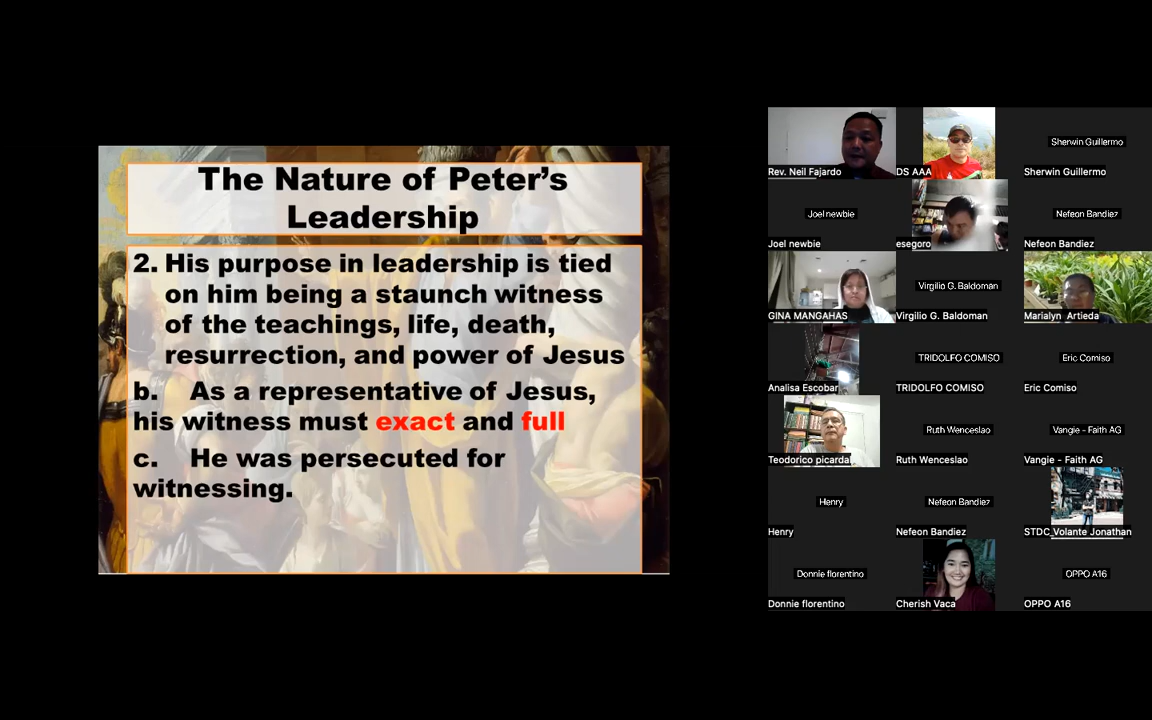 The Nature of Peter's
Leadership
2. His purpose in leadership is tied
on him being a staunch witness
of the teachings, life, death,
resurrection, and power of Jesus
b. As a representative of Jesus,
his witness must exact and full
c. He was persecuted for
witnessing.
Rev. Neil Fajardo
DS AAA
Sherwin Guillermo
Sherwin Guillermo
Joel newbie
Joel newbie
esegoro
Nefeon Bandiez
Nefeon Bandiez
GINA MANGAHAS
Virgilio G. Baldoman
Virgilio G. Baldoman
Marialyn Artieda
Analisa Escobar
TRIDOLFO COMISO
TRIDOLFO COMISO
Eric Comiso
Eric Comiso
Teodorico picardal
Ruth Wenceslao
Ruth Wenceslao
Vangie - Faith AG
Vangie - Faith AG
Henry
Henry
Nefeon Bandiez
Nefeon Bandiez
STDC_Volante Jonathan
Donnie florentino
Donnie florentino
Cherish Vaca
OPPO A16
OPPO A16